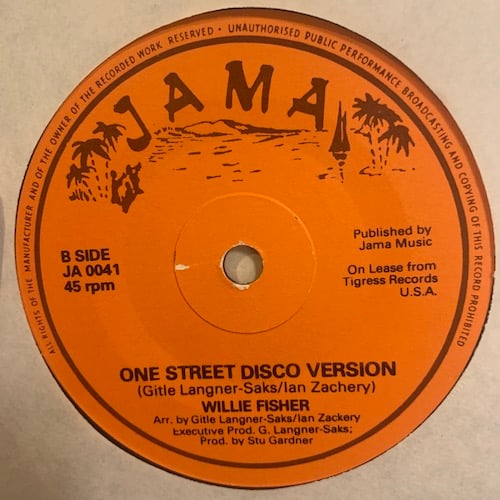 ALL RIGHTS OF THE MANUFACTURER AND OF THE OWNER OF THE RECORDED WORK RESERVED · UNAUTHORISED PUBLIC PERFORMANCE BROADCASTING AND COPYING OF THIS RECORD PROHIBITED
JAMA
B SIDE
JA 0041
45 rpm
Published by
Jama Music
On Lease from
Tigress Records
U.S.A.
ONE STREET DISCO VERSION
(Gitle Langner-Saks/Ian Zachery)
WILLIE FISHER
Arr. by Gitle Langner-Saks/Ian Zackery
Executive Prod. G. Langner-Saks;
Prod. by Stu Gardner